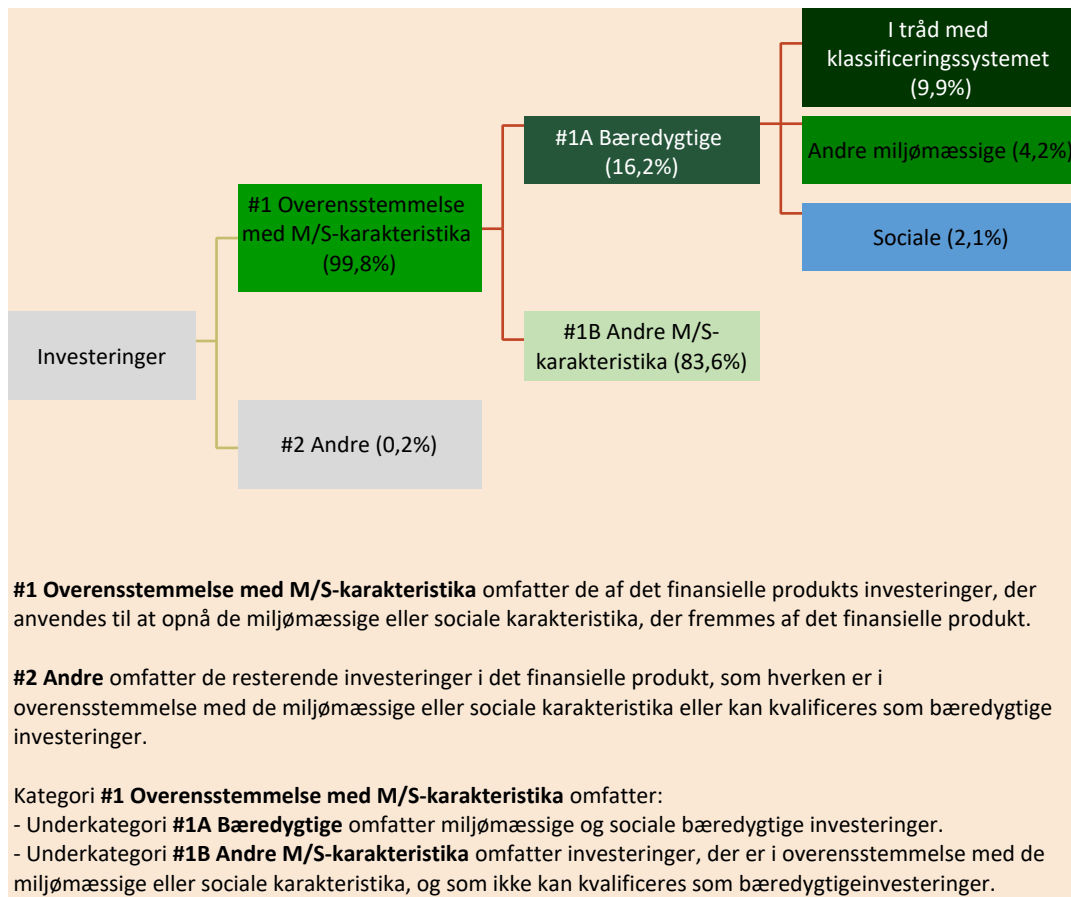 I tråd med
klassificeringssystemet
(9,9%)
#1A Bæredygtige
(16,2%)
Andre miljømæssige (4,2%)
#1 Overensstemmelse
med M/S-karakteristika
(99,8%)
Sociale (2,1%)
Investeringer
#1B Andre M/S-
karakteristika (83,6%)
#2 Andre (0,2%)
#1 Overensstemmelse med M/S-karakteristika omfatter de af det finansielle produkts investeringer, der
anvendes til at opnå de miljømæssige eller sociale karakteristika, der fremmes af det finansielle produkt.
#2 Andre omfatter de resterende investeringer i det finansielle produkt, som hverken er i
overensstemmelse med de miljømæssige eller sociale karakteristika eller kan kvalificeres som bæredygtige
investeringer.
Kategori #1 Overensstemmelse med M/S-karakteristika omfatter:
- Underkategori #1A Bæredygtige omfatter miljømæssige og sociale bæredygtige investeringer.
- Underkategori #1B Andre M/S-karakteristika omfatter investeringer, der er i overensstemmelse med de
miljømæssige eller sociale karakteristika, og som ikke kan kvalificeres som bæredygtigeinvesteringer.